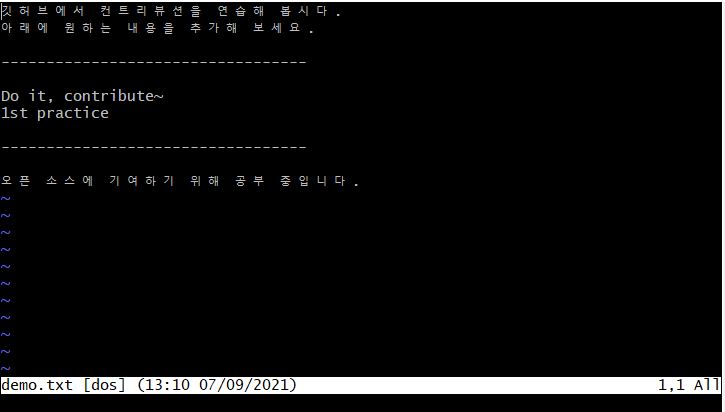 깃허브에서 컨트리뷰션을 연습해 봅시다.
아래에 원하는 내용을 추가해 보세요.
----------------------------------
Do it, contribute~
1st practice
----------------------------------
오픈 소스에 기여하기 위해 공부 중입니다.
~
~
~
~
~
~
~
~
~
~
~
demo.txt [dos] (13:10 07/09/2021) 1,1 All